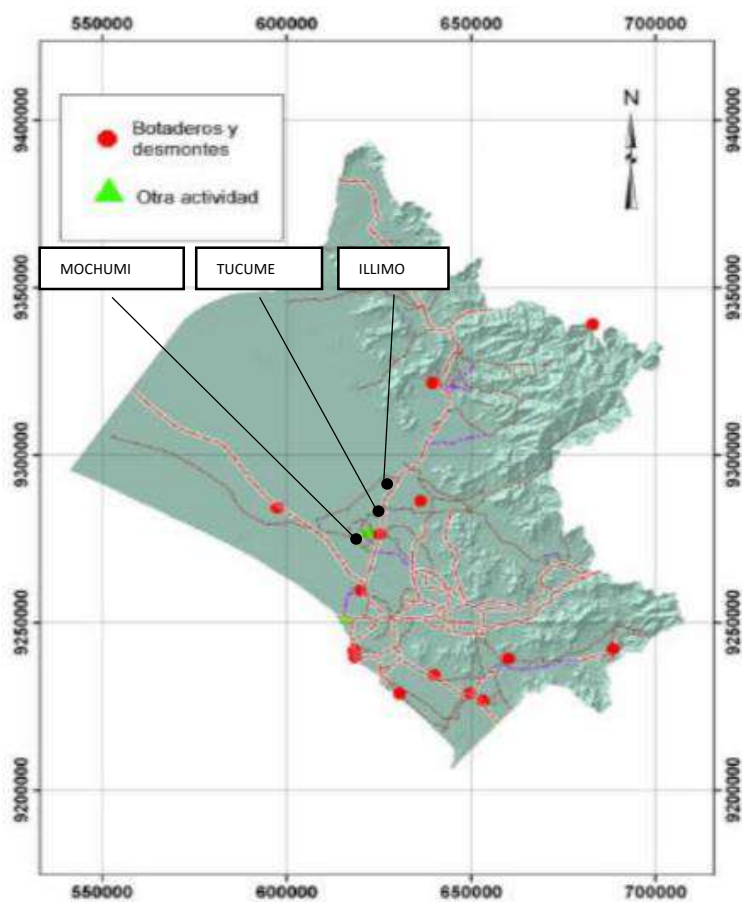 550000 600000 650000 700000
9400000 9400000
Botaderos y
desmontes
Otra actividad
N
MOCHUMI TUCUME ILLIMO
9350000 9350000
9300000 9300000
9250000 9250000
9200000 9200000
550000 600000 650000 700000